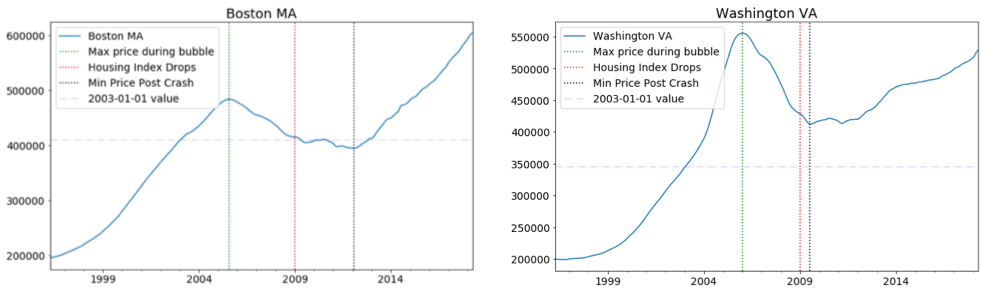 Boston MA
600000
500000
400000
300000
200000
Boston MA
Max price during bubble
Housing Index Drops
Min Price Post Crash
2003-01-01 value
1999
2004
2009
2014
Washington VA
550000
500000
450000
400000
350000
300000
250000
200000
Washington VA
Max price during bubble
Housing Index Drops
Min Price Post Crash
2003-01-01 value
1999
2004
2009
2014